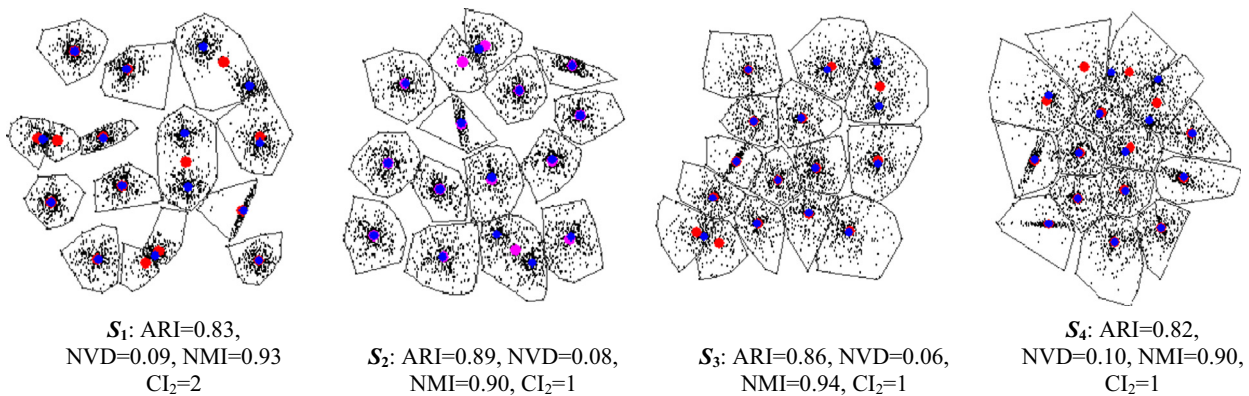 S₁: ARI=0.83,
NVD=0.09, NMI=0.93
CI₂=2
S₂: ARI=0.89, NVD=0.08,
NMI=0.90, CI₂=1
S₃: ARI=0.86, NVD=0.06,
NMI=0.94, CI₂=1
S₄: ARI=0.82,
NVD=0.10, NMI=0.90,
CI₂=1